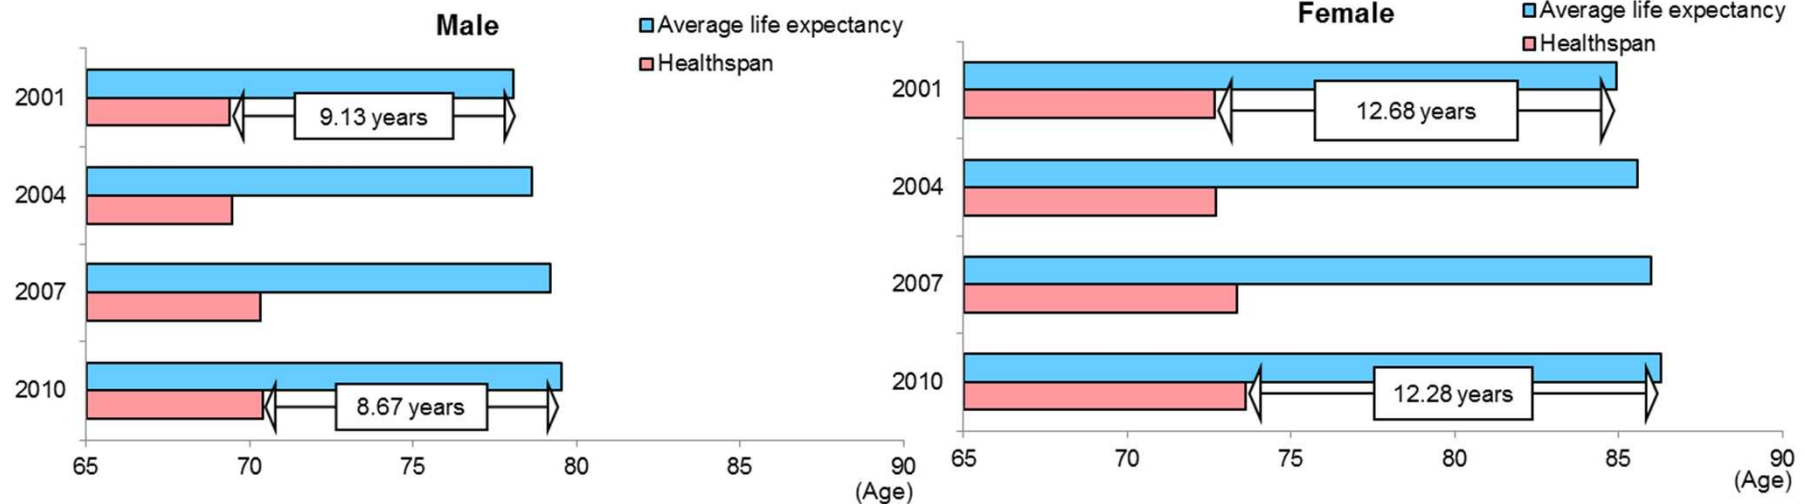 Male
Average life expectancy
Healthspan
2001
9.13 years
2004
2007
2010
8.67 years
65 70 75 80 85 90
(Age)
Female
Average life expectancy
Healthspan
2001
12.68 years
2004
2007
2010
12.28 years
65 70 75 80 85 90
(Age)